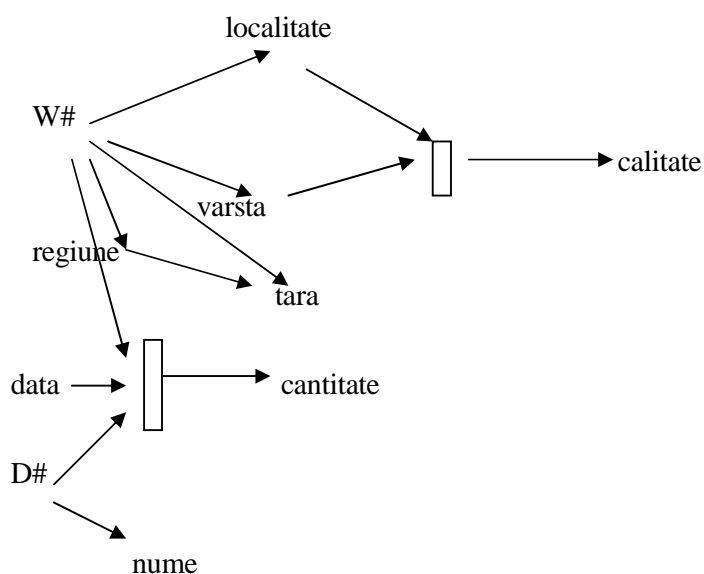 localitate
W#
calitate
varsta
regiune
tara
data
cantitate
D#
nume